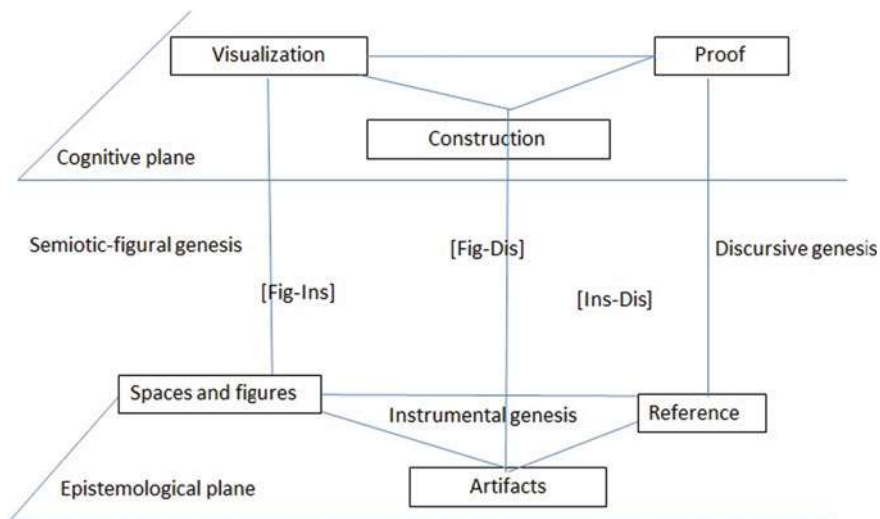 Visualization
Proof
Construction
Cognitive plane
Semiotic-figural genesis
[Fig-Dis]
Discursive genesis
[Fig-Ins]
[Ins-Dis]
Spaces and figures
Instrumental genesis
Reference
Epistemological plane
Artifacts